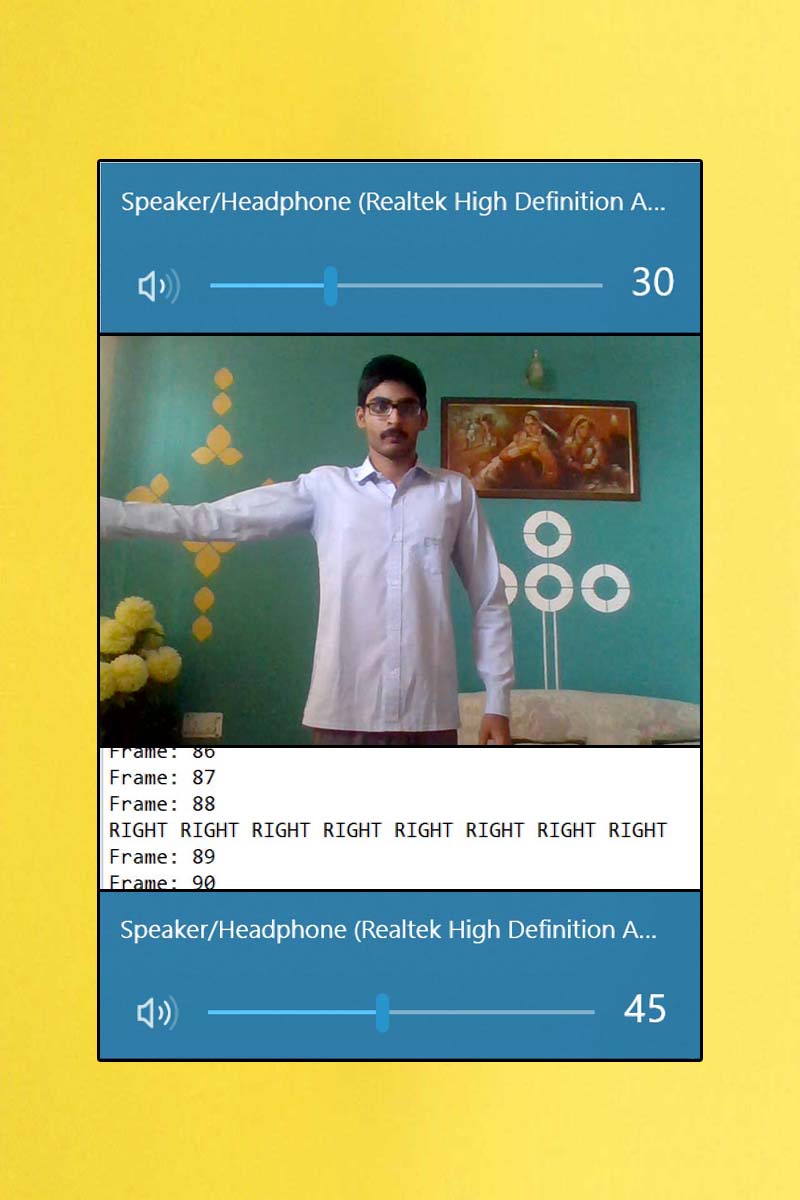 Speaker/Headphone (Realtek High Definition A...
30
Frame: 86
Frame: 87
Frame: 88
RIGHT RIGHT RIGHT RIGHT RIGHT RIGHT RIGHT RIGHT
Frame: 89
Frame: 90
Speaker/Headphone (Realtek High Definition A...
45